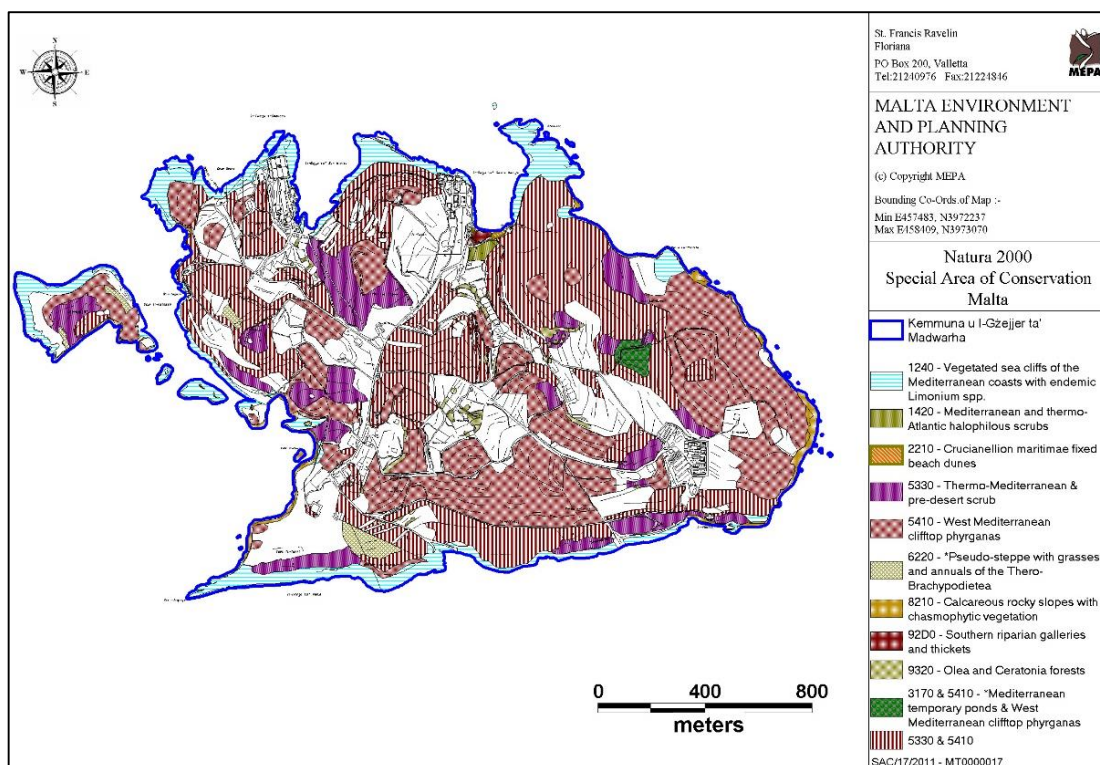 N
W
E
S
St. Francis Ravelin
Floriana
PO Box 200, Valletta
Tel:21240976 Fax:21224846
MEPA
MALTA ENVIRONMENT
AND PLANNING
AUTHORITY
(c) Copyright MEPA
Bounding Co-Ords.of Map :-
Min E457483, N3972237
Max E458409, N3973070
Natura 2000
Special Area of Conservation
Malta
Kemmuna u l-Gżejjer ta'
Madwarha
1240 - Vegetated sea cliffs of the
Mediterranean coasts with endemic
Limonium spp.
1420 - Mediterranean and thermo-
Atlantic halophilous scrubs
2210 - Crucianellion maritimae fixed
beach dunes
5330 - Thermo-Mediterranean &
pre-desert scrub
5410 - West Mediterranean
clifftop phyrganas
6220 - *Pseudo-steppe with grasses
and annuals of the Thero-
Brachypodietea
8210 - Calcareous rocky slopes with
chasmophytic vegetation
92D0 - Southern riparian galleries
and thickets
9320 - Olea and Ceratonia forests
3170 & 5410 - *Mediterranean
temporary ponds & West
Mediterranean clifftop phyrganas
5330 & 5410
SAC/17/2011 - MT0000017
0 400 800
meters